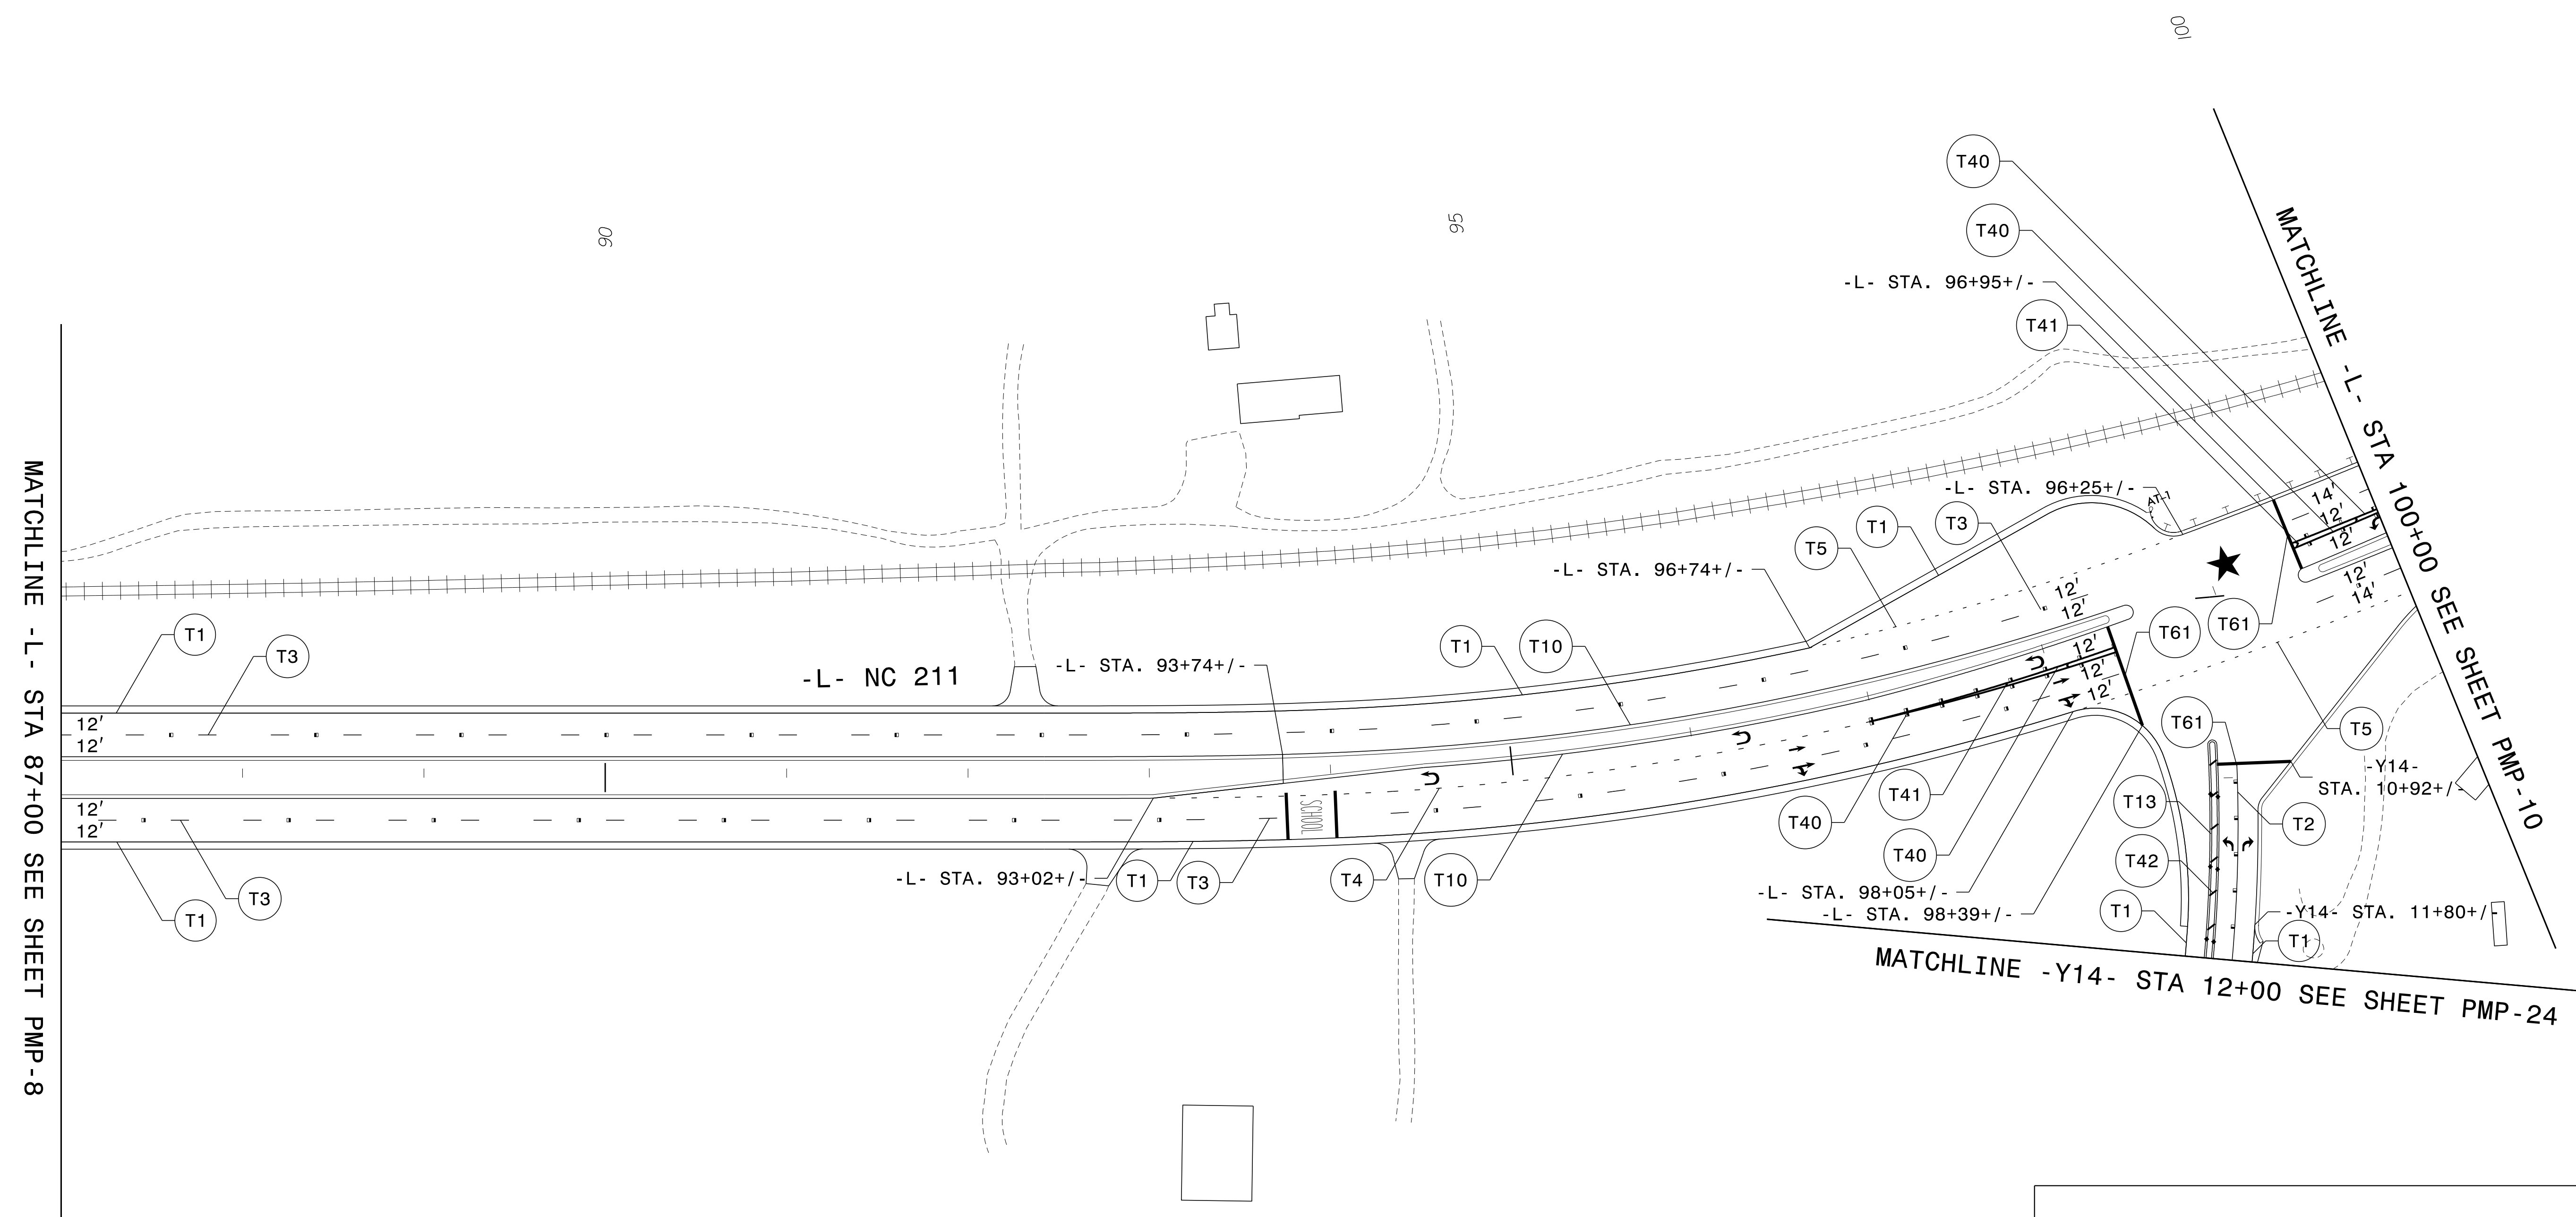 100
90
95
T40
T40
-L- STA. 96+95+/-
T41
MATCHLINE -L- STA 100+00 SEE SHEET PMP-10
MATCHLINE -L- STA 87+00 SEE SHEET PMP-8
-L- STA. 96+25+/-
AT-1
14'
12'
12'
12'
14'
T3
T1
T5
-L- STA. 96+74+/-
12'
12'
T61
T61
T1
T3
T1
T10
-L- STA. 93+74+/-
-L- NC 211
12'
12'
12'
12'
12'
12'
12'
SCHOOL
T61
T5
-Y14-
STA. 10+92+/-
T13
T2
T41
T40
T42
T40
-L- STA. 93+02+/-
T1
T3
T4
T10
-L- STA. 98+05+/-
-L- STA. 98+39+/-
T1
-Y14- STA. 11+80+/-
T1
T3
T1
MATCHLINE -Y14- STA 12+00 SEE SHEET PMP-24